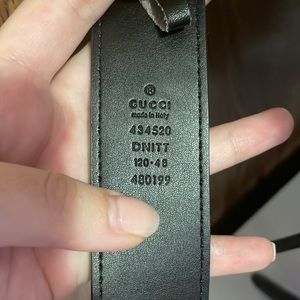 ®
GUCCI
made in Italy
434520
DNITT
120·48
480199